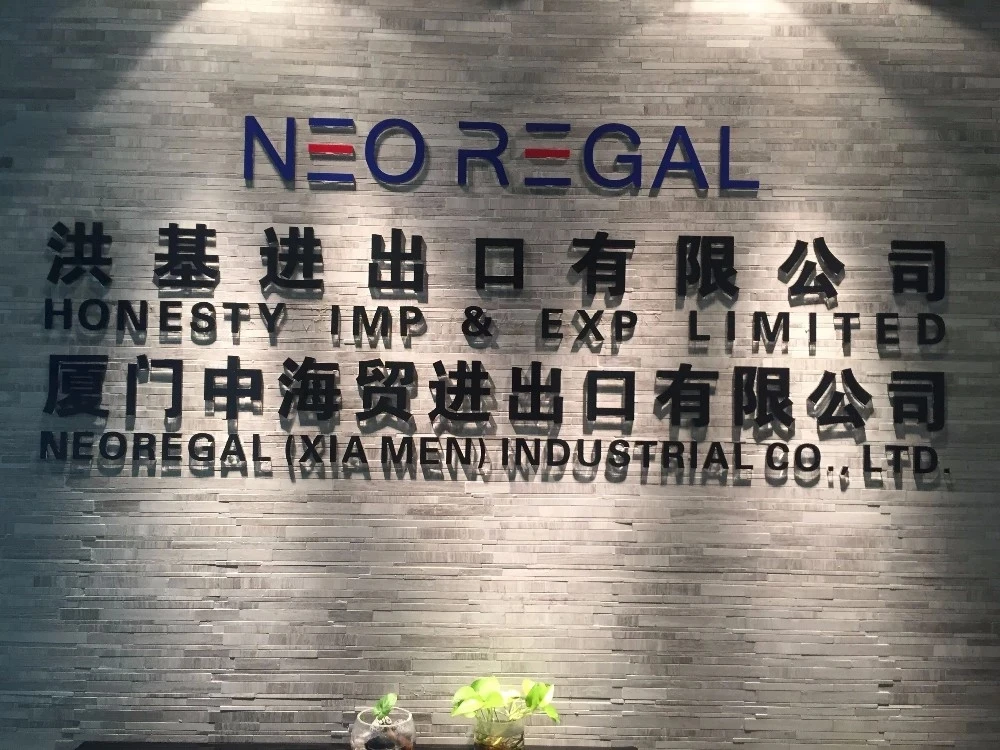 NEO REGAL
洪基进出口有限公司
HONESTY IMP & EXP LIMITED
厦门中海贸进出口有限公司
NEOREGAL (XIA MEN) INDUSTRIAL CO., LTD.